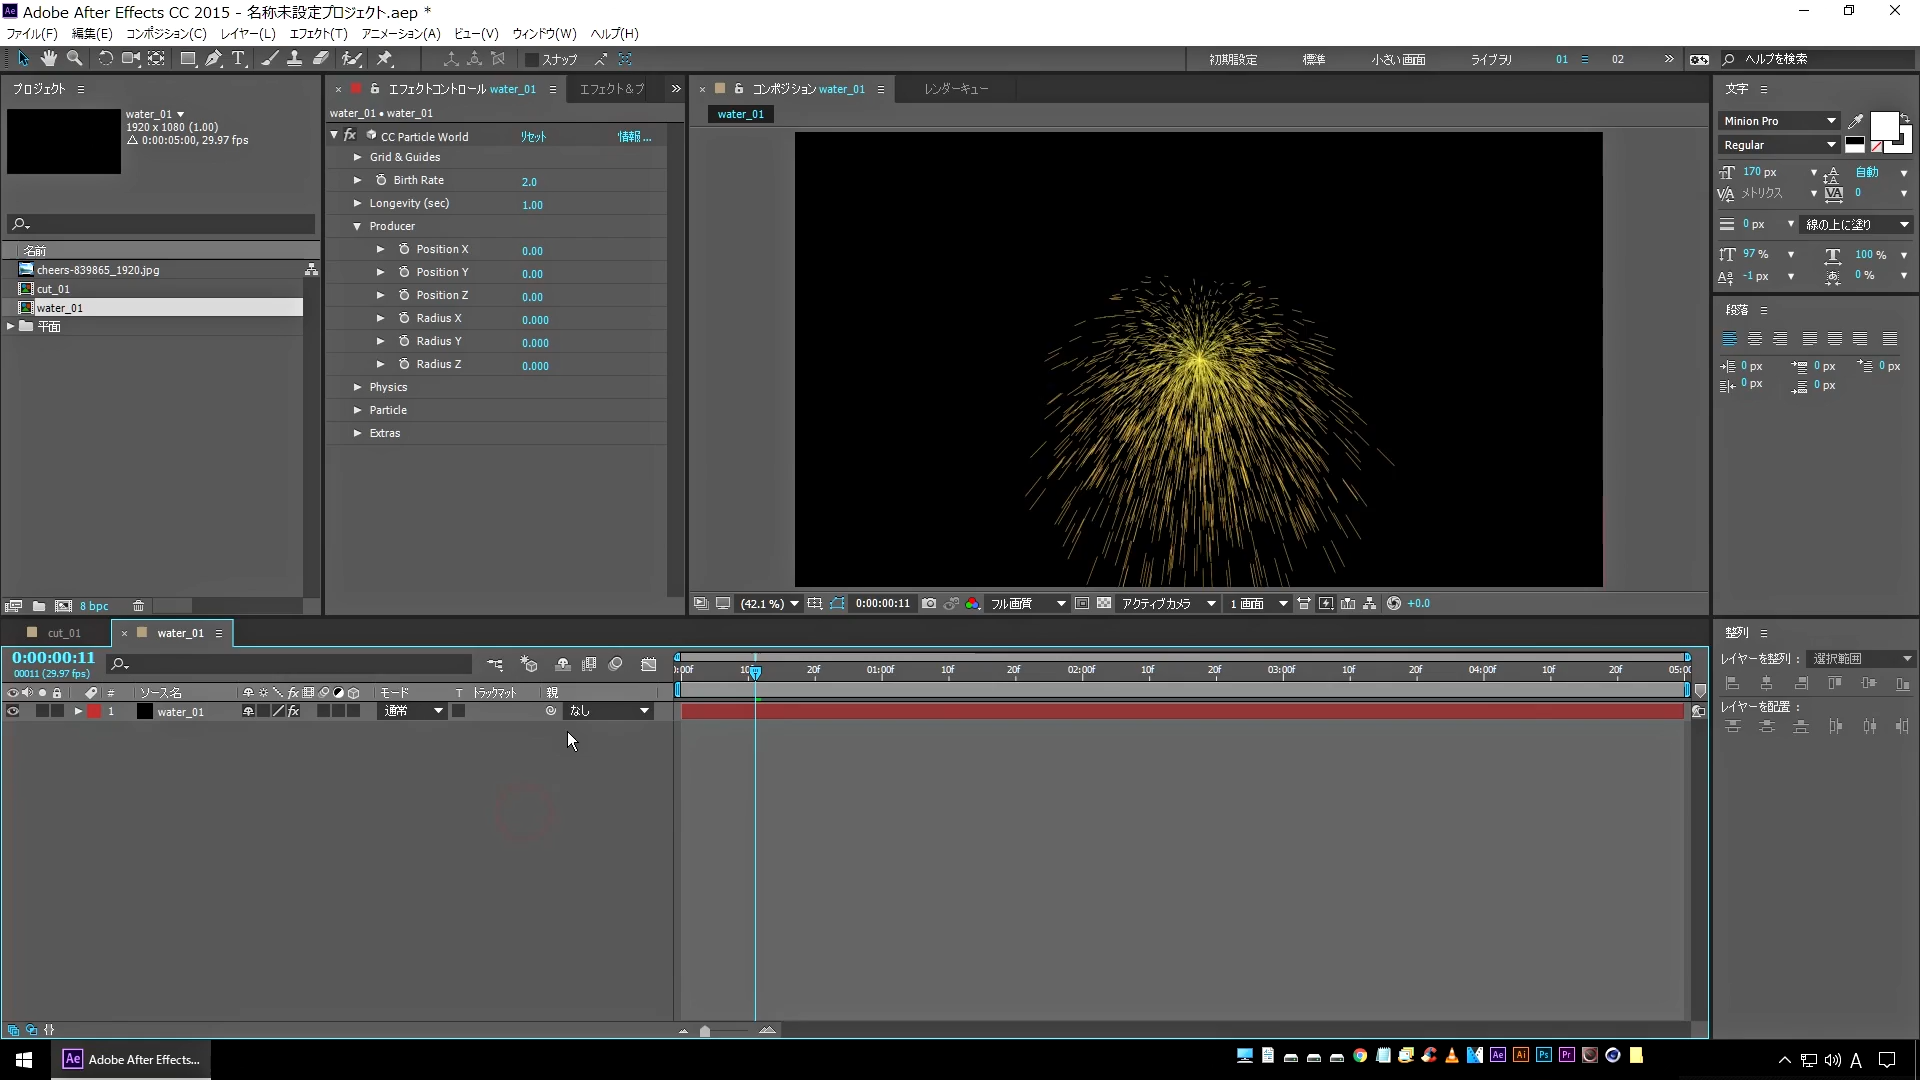 Adobe After Effects CC 2015 - 名称未設定プロジェクト.aep *
ファイル(F) 編集(E) コンポジション(C) レイヤー(L) エフェクト(T) アニメーション(A) ビュー(V) ウィンドウ(W) ヘルプ(H)
スナップ 初期設定 標準 小さい画面 ライブラリ 01 02 ヘルプを検索
プロジェクト
water_01
1920 x 1080 (1.00)
Δ 0:00:05:00, 29.97 fps
名前
cheers-839865_1920.jpg
cut_01
water_01
平面
8 bpc
エフェクトコントロール water_01 エフェクト&プ
water_01 • water_01
CC Particle World リセット 情報...
Grid & Guides
Birth Rate 2.0
Longevity (sec) 1.00
Producer
Position X 0.00
Position Y 0.00
Position Z 0.00
Radius X 0.000
Radius Y 0.000
Radius Z 0.000
Physics
Particle
Extras
コンポジション water_01 レンダーキュー
water_01
(42.1 %) 0:00:00:11 フル画質 アクティブカメラ 1 画面 +0.0
文字
Minion Pro
Regular
170 px 自動
メトリクス 0
0 px 線の上に塗り
97 % 100 %
-1 px 0 %
段落
0 px 0 px 0 px
0 px 0 px
cut_01 water_01
0:00:00:11
00011 (29.97 fps)
:00f 10 20f 01:00f 10f 20f 02:00f 10f 20f 03:00f 10f 20f 04:00f 10f 20f 05:00
# ソース名 モード T トラックマット 親
1 water_01 通常 なし
整列
レイヤーを整列 : 選択範囲
レイヤーを配置 :
Adobe After Effects...
A